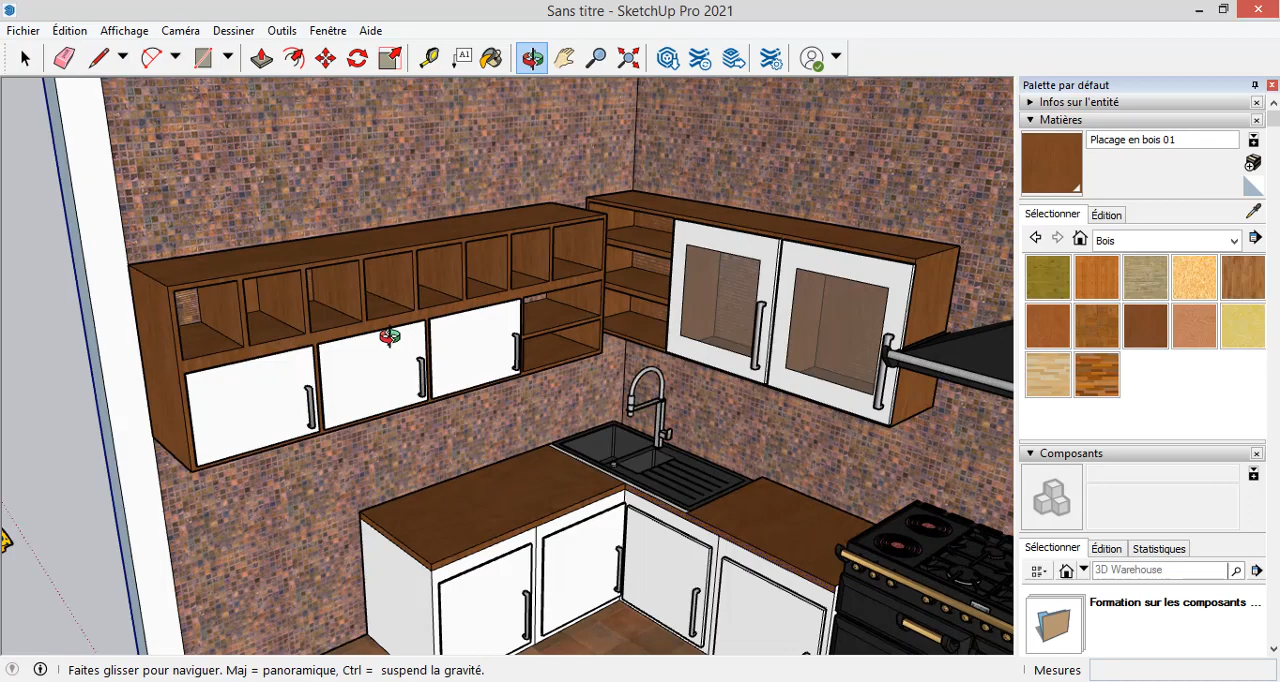 Sans titre - SketchUp Pro 2021
Fichier Édition Affichage Caméra Dessiner Outils Fenêtre Aide
A1
Palette par défaut
Infos sur l'entité
Matières
Placage en bois 01
Sélectionner Édition
Bois
Composants
Sélectionner Édition Statistiques
3D Warehouse
Formation sur les composants ...
Faites glisser pour naviguer. Maj = panoramique, Ctrl = suspend la gravité.
Mesures